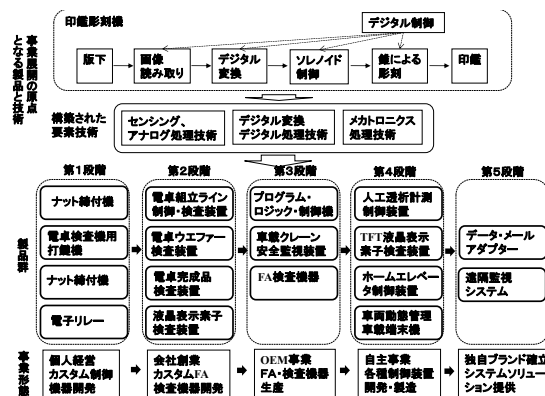 事業展開の原点
となる製品と技術
印鑑彫刻機
デジタル制御
版下
画像
読み取り
デジタル
変換
ソレノイド
制御
錐による
彫刻
印鑑
構築された
要素技術
センシング、
アナログ処理技術
デジタル変換
デジタル処理技術
メカトロニクス
処理技術
第1段階
第2段階
第3段階
第4段階
第5段階
製品群
ナット締付機
電卓検査機用
打鍵機
ナット締付機
電子リレー
電卓組立ライン
制御・検査装置
電卓ウエファー
検査装置
電卓完成品
検査装置
液晶表示素子
検査装置
プログラム・
ロジック・制御機
車載クレーン
安全監視装置
FA検査機器
人工透析計測
制御装置
TFT液晶表示
素子検査装置
ホームエレベー
タ制御装置
車両動態管理
車載端末機
データ・メール
アダプター
遠隔監視
システム
事業形態
個人経営
カスタム制御
機器開発
会社創業
カスタムFA
検査機器開発
OEM事業
FA・検査機器
生産
自主事業
各種制御装置
開発・製造
独自ブランド確立
システムソリュー
ション提供